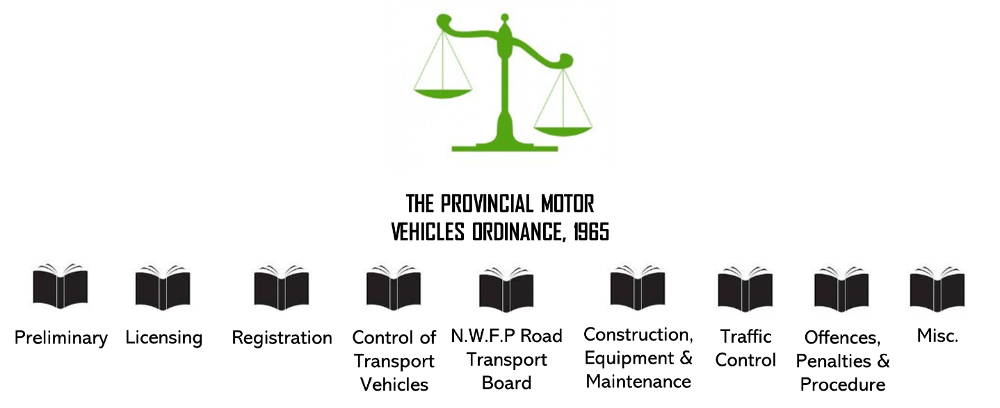 THE PROVINCIAL MOTOR
VEHICLES ORDINANCE, 1965
Preliminary
Licensing
Registration
Control of
Transport
Vehicles
N.W.F.P Road
Transport
Board
Construction,
Equipment &
Maintenance
Traffic
Control
Offences,
Penalties &
Procedure
Misc.